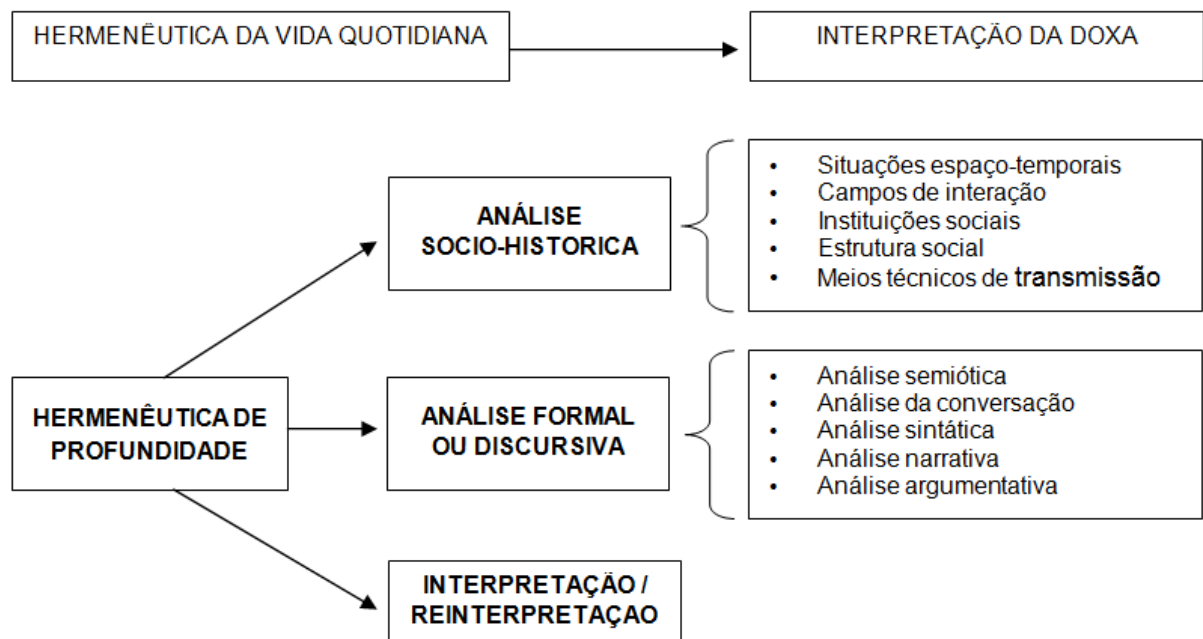 HERMENÊUTICA DA VIDA QUOTIDIANA
INTERPRETAÇÃO DA DOXA
ANÁLISE
SOCIO-HISTORICA
• Situações espaço-temporais
• Campos de interação
• Instituições sociais
• Estrutura social
• Meios técnicos de transmissão
HERMENÊUTICA DE
PROFUNDIDADE
ANÁLISE FORMAL
OU DISCURSIVA
• Análise semiótica
• Análise da conversação
• Análise sintática
• Análise narrativa
• Análise argumentativa
INTERPRETAÇÃO /
REINTERPRETAÇAO